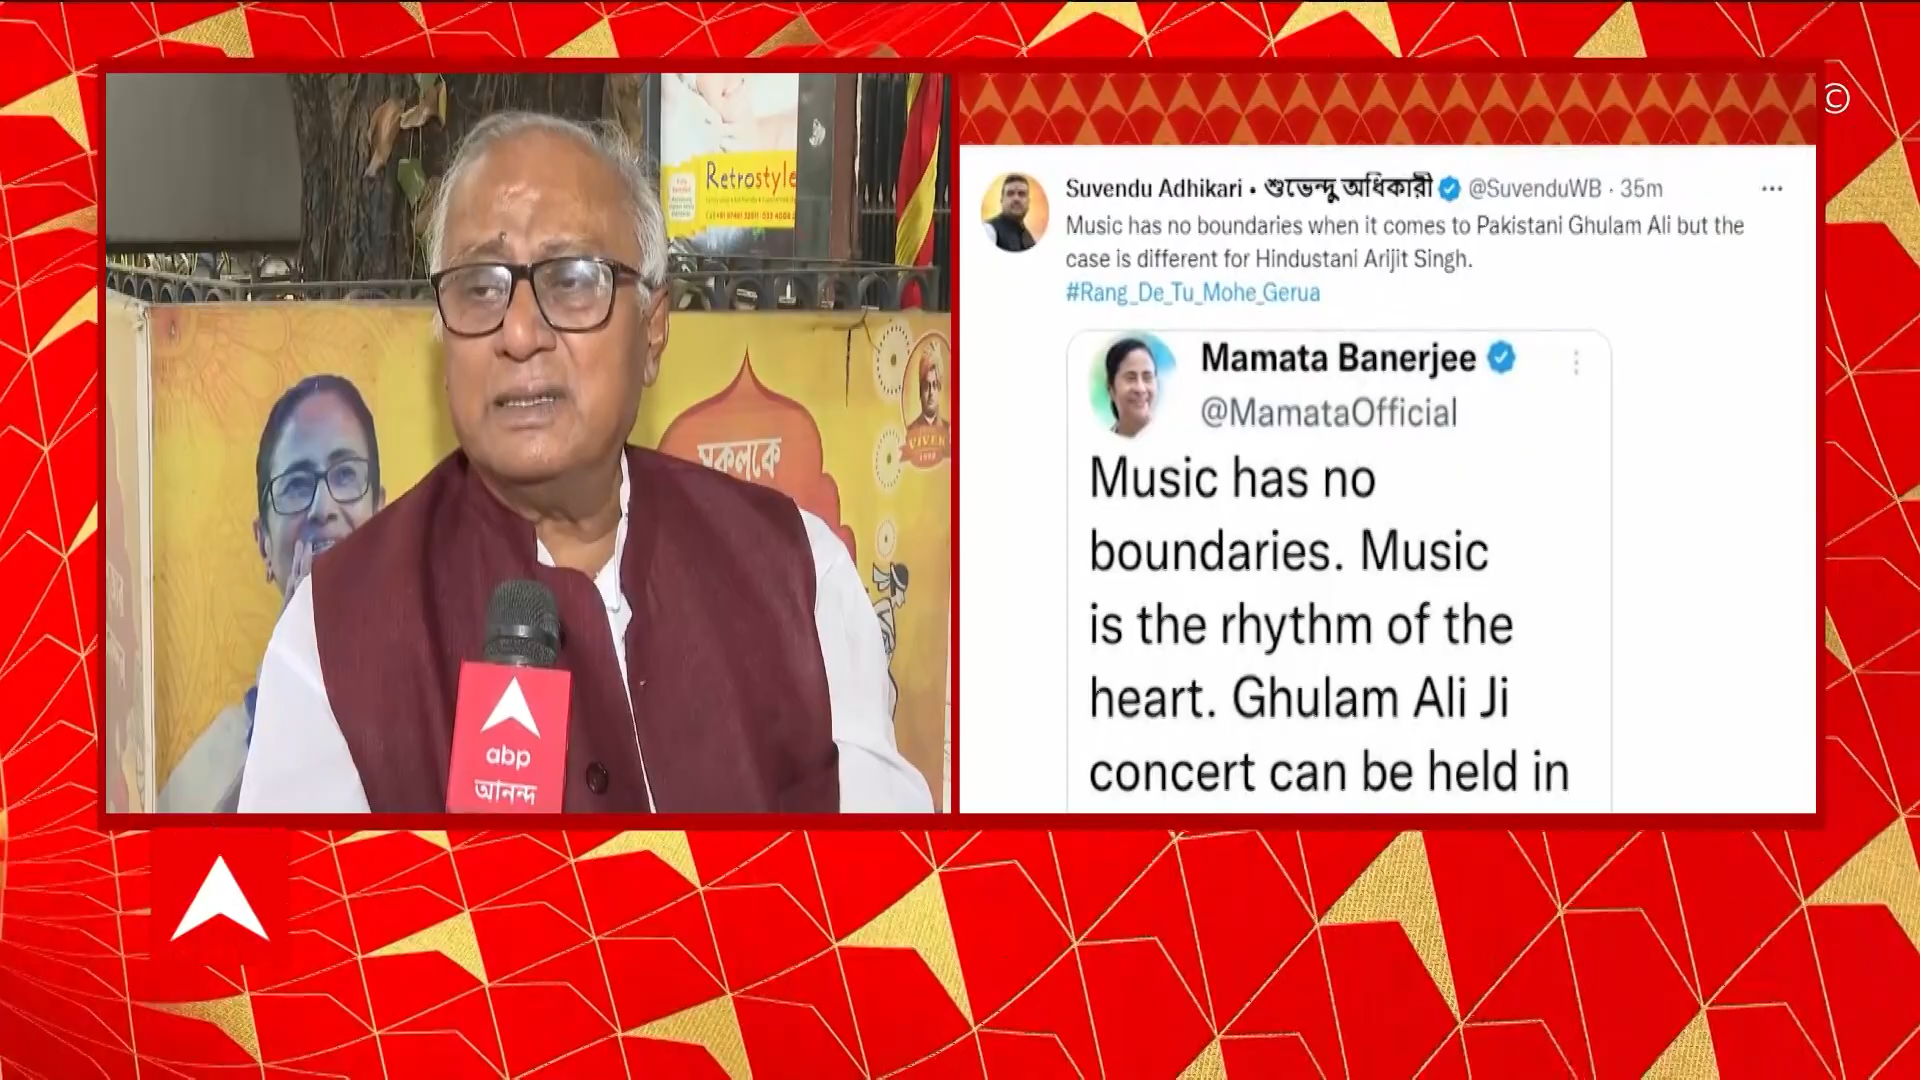 Retrostyle
সকলকে
VIVEK
abp
আনন্দ
©
Suvendu Adhikari • শুভেন্দু অধিকারী @SuvenduWB · 35m
Music has no boundaries when it comes to Pakistani Ghulam Ali but the
case is different for Hindustani Arijit Singh.
#Rang_De_Tu_Mohe_Gerua
Mamata Banerjee
@MamataOfficial
Music has no
boundaries. Music
is the rhythm of the
heart. Ghulam Ali Ji
concert can be held in